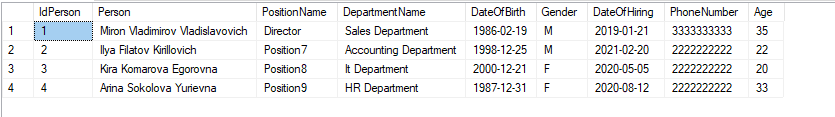 IdPerson Person PositionName DepartmentName DateOfBirth Gender DateOfHiring PhoneNumber Age
1 1 Miron Vladimirov Vladislavovich Director Sales Department 1986-02-19 M 2019-01-21 3333333333 35
2 2 Ilya Filatov Kirillovich Position7 Accounting Department 1998-12-25 M 2021-02-20 2222222222 22
3 3 Kira Komarova Egorovna Position8 It Department 2000-12-21 F 2020-05-05 2222222222 20
4 4 Arina Sokolova Yurievna Position9 HR Department 1987-12-31 F 2020-08-12 2222222222 33